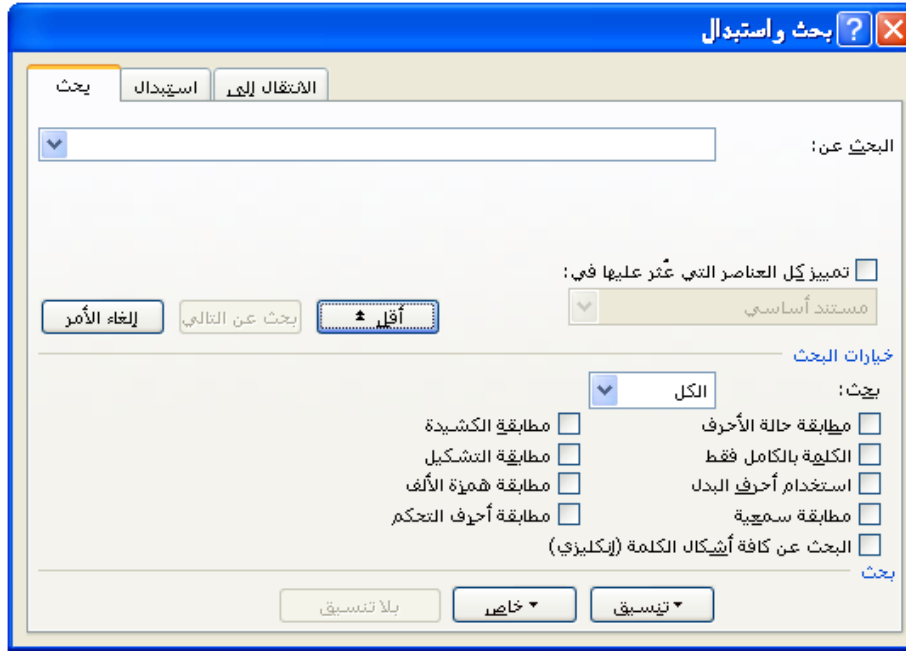 بحث واستبدال
بحث استبدال الانتقال إلى
البحث عن:
تمييز كل العناصر التي عُثر عليها في:
مستند أساسي
أقل بحث عن التالي إلغاء الأمر
خيارات البحث
بحث: الكل
مطابقة حالة الأحرف مطابقة الكشيدة
الكلمة بالكامل فقط مطابقة التشكيل
استخدام أحرف البدل مطابقة همزة الألف
مطابقة سمعية مطابقة أحرف التحكم
البحث عن كافة أشكال الكلمة (إنكليزي)
بحث
تنسيق خاص بلا تنسيق